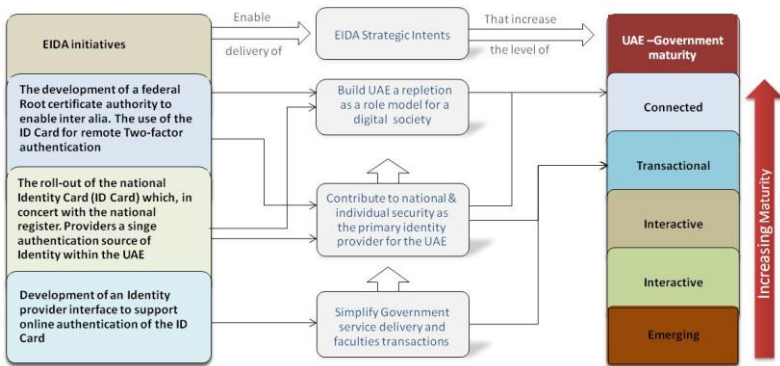 EIDA initiatives
Enable
delivery of
EIDA Strategic Intents
That increase
the level of
UAE –Government
maturity
The development of a federal
Root certificate authority to
enable inter alia. The use of the
ID Card for remote Two-factor
authentication
The roll-out of the national
Identity Card (ID Card) which, in
concert with the national
register. Providers a singe
authentication source of
Identity within the UAE
Development of an Identity
provider interface to support
online authentication of the ID
Card
Build UAE a repletion
as a role model for a
digital society
Contribute to national &
individual security as
the primary identity
provider for the UAE
Simplify Government
service delivery and
faculties transactions
Connected
Transactional
Interactive
Interactive
Emerging
Increasing Maturity